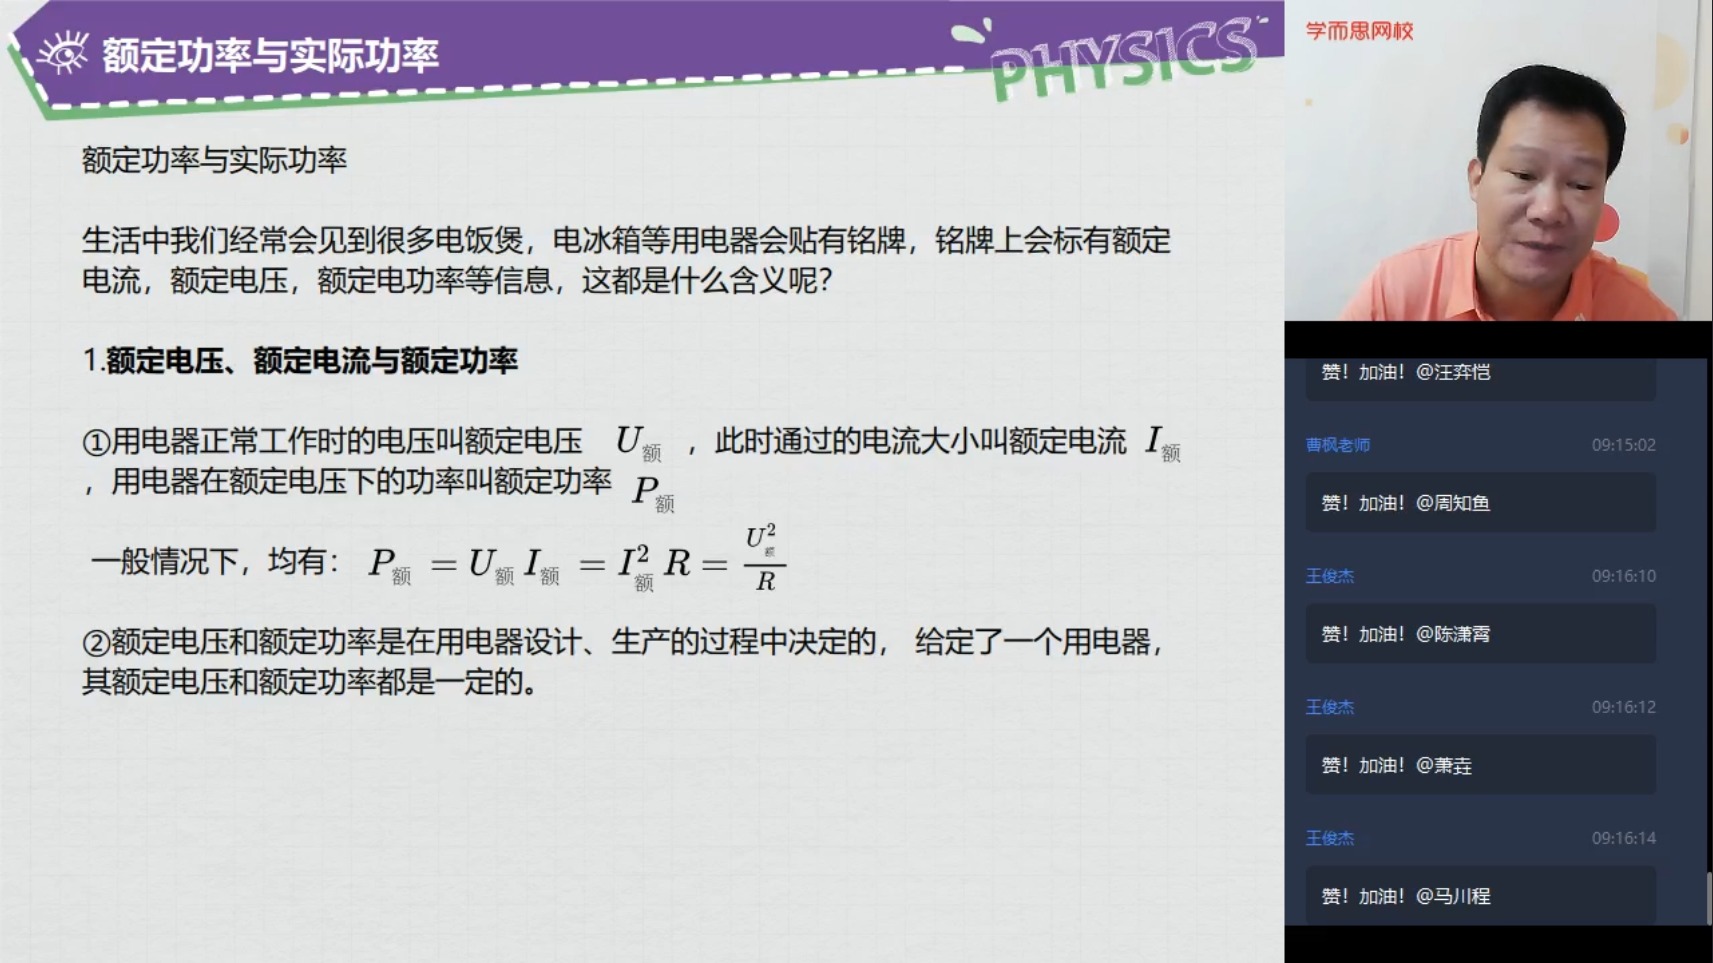 额定功率与实际功率
PHYSICS
额定功率与实际功率
生活中我们经常会见到很多电饭煲，电冰箱等用电器会贴有铭牌，铭牌上会标有额定
电流，额定电压，额定电功率等信息，这都是什么含义呢？
1.额定电压、额定电流与额定功率
①用电器正常工作时的电压叫额定电压 U额 ，此时通过的电流大小叫额定电流 I额
，用电器在额定电压下的功率叫额定功率 P额
一般情况下，均有： P额 = U额 I额 = I额² R = U额²/R
②额定电压和额定功率是在用电器设计、生产的过程中决定的， 给定了一个用电器，
其额定电压和额定功率都是一定的。
学而思网校
赞！加油！@汪弈恺
曹枫老师 09:15:02
赞！加油！@周知鱼
王俊杰 09:16:10
赞！加油！@陈潇霄
王俊杰 09:16:12
赞！加油！@萧垚
王俊杰 09:16:14
赞！加油！@马川程